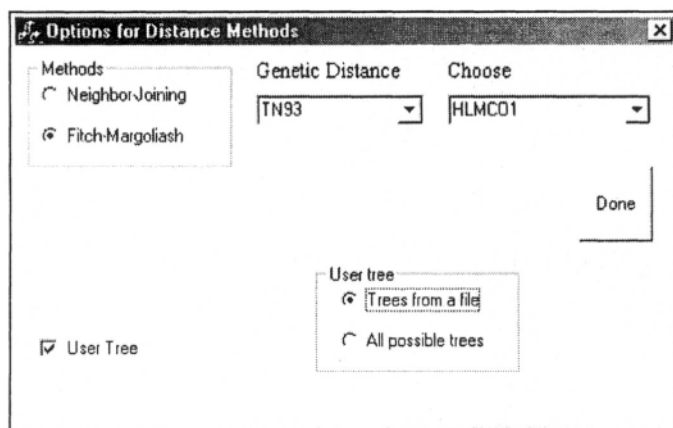 Options for Distance Methods
Methods
Neighbor-Joining
Fitch-Margoliash
Genetic Distance
TN93
Choose
HLMCO1
Done
User tree
Trees from a file
All possible trees
User Tree